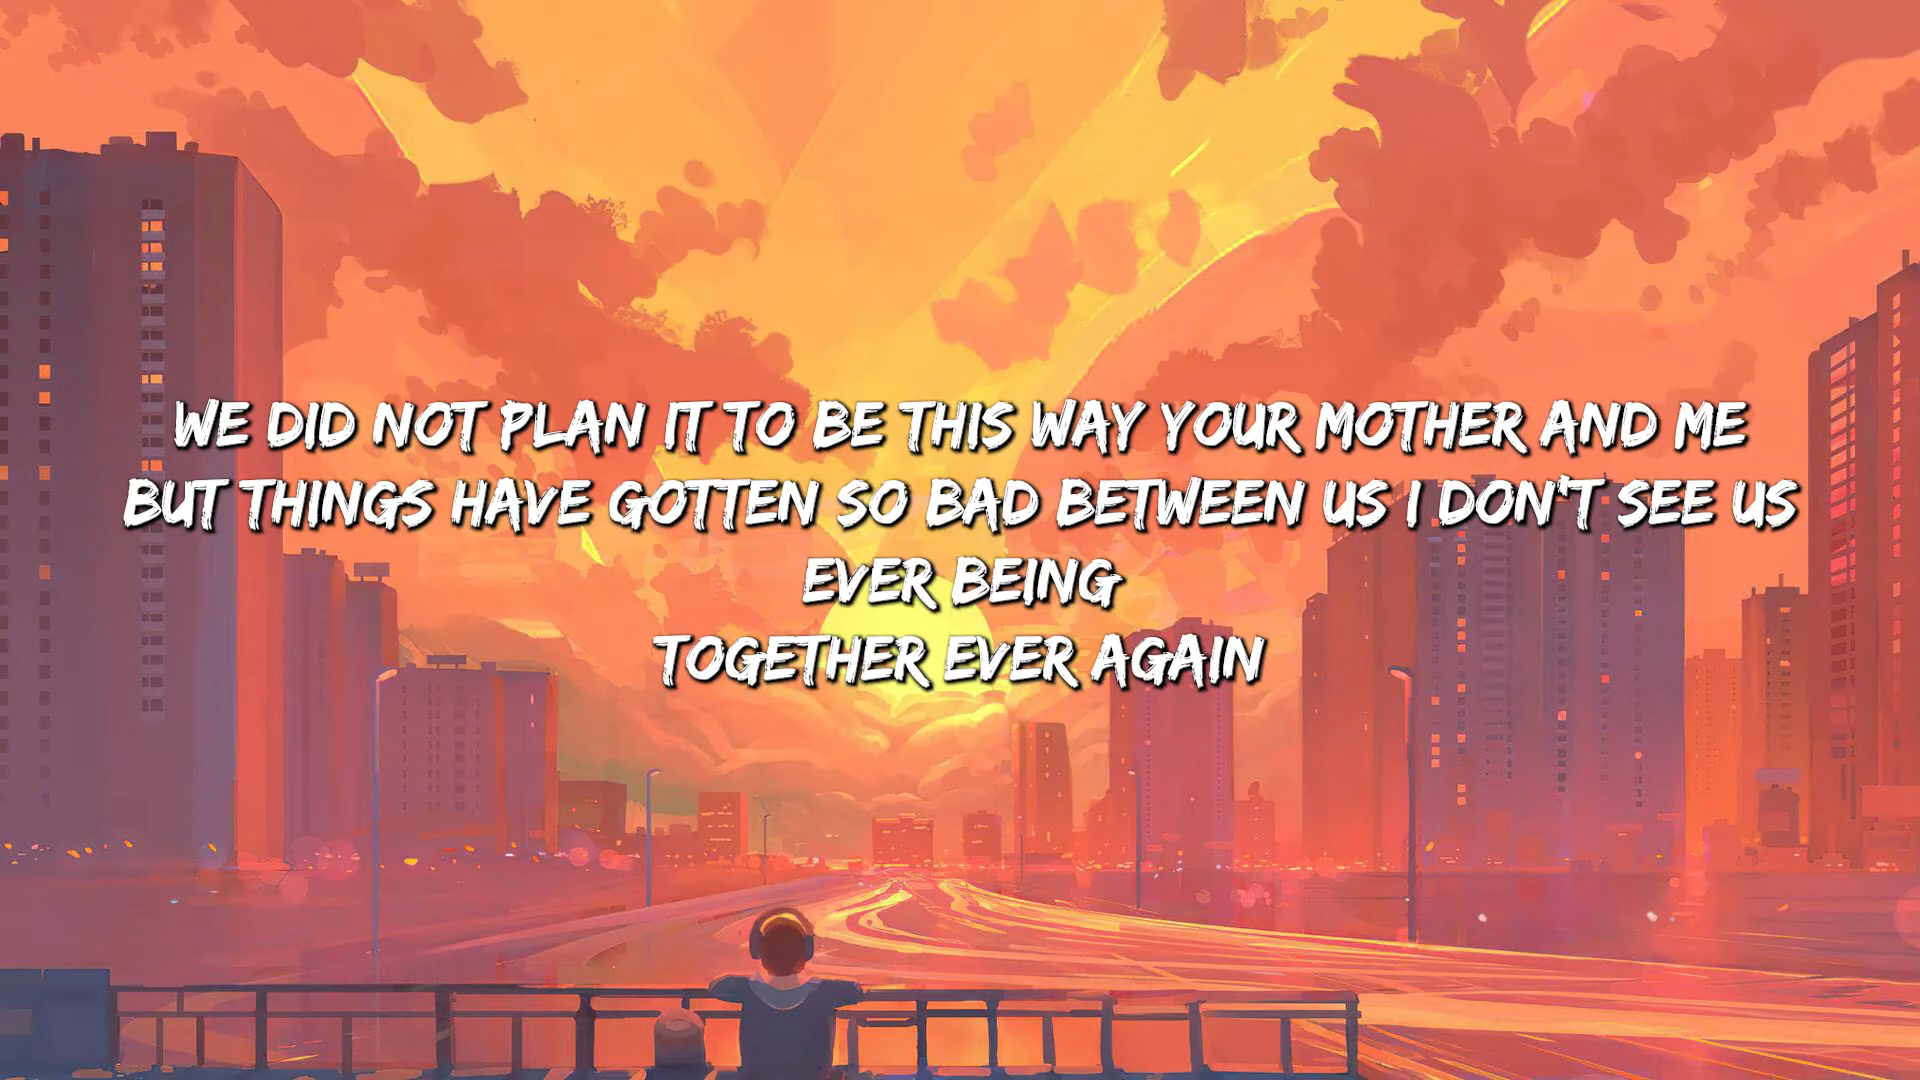 WE DID NOT PLAN IT TO BE THIS WAY YOUR MOTHER AND ME
BUT THINGS HAVE GOTTEN SO BAD BETWEEN US I DON'T SEE US
EVER BEING
TOGETHER EVER AGAIN